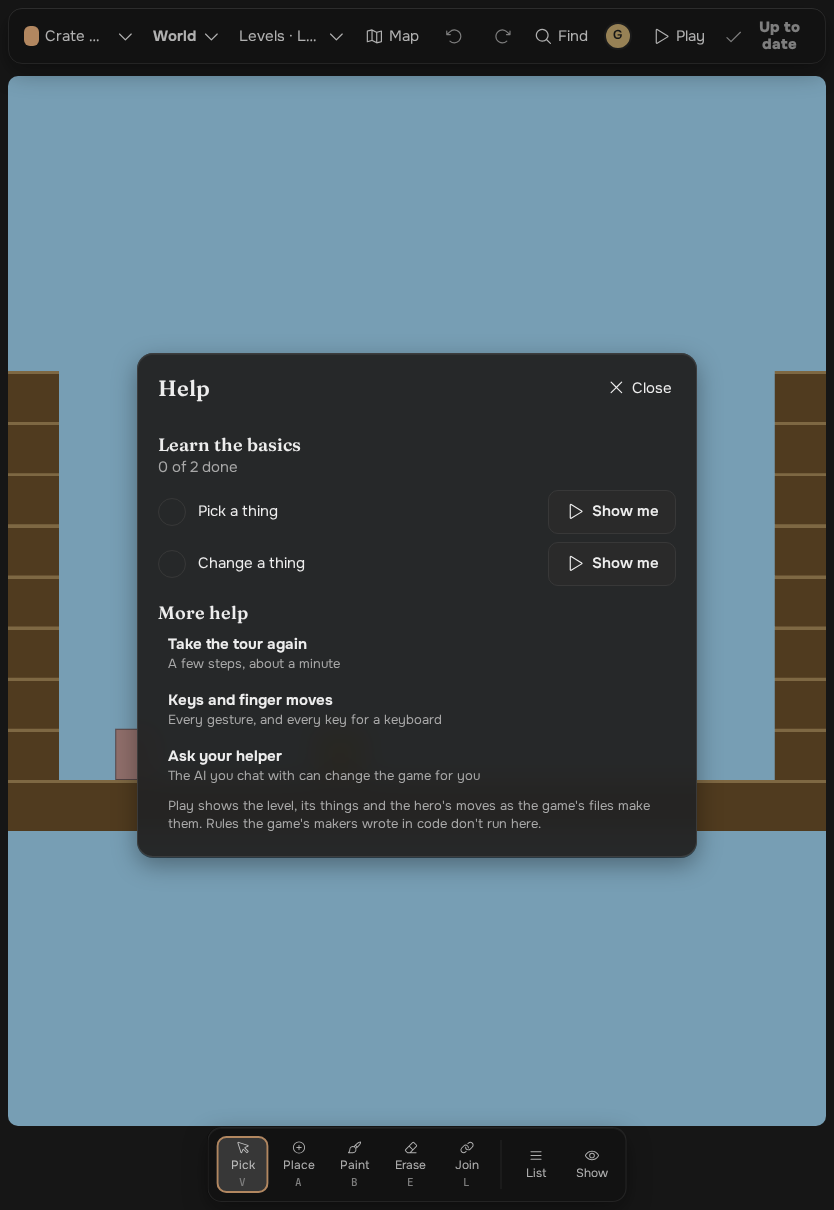 Crate ...
World
Levels · L...
Map
Find
G
Play
Up to
date
Help
Close
Learn the basics
0 of 2 done
Pick a thing
Show me
Change a thing
Show me
More help
Take the tour again
A few steps, about a minute
Keys and finger moves
Every gesture, and every key for a keyboard
Ask your helper
The AI you chat with can change the game for you
Play shows the level, its things and the hero's moves as the game's files make
them. Rules the game's makers wrote in code don't run here.
Pick
V
Place
A
Paint
B
Erase
E
Join
L
List
Show